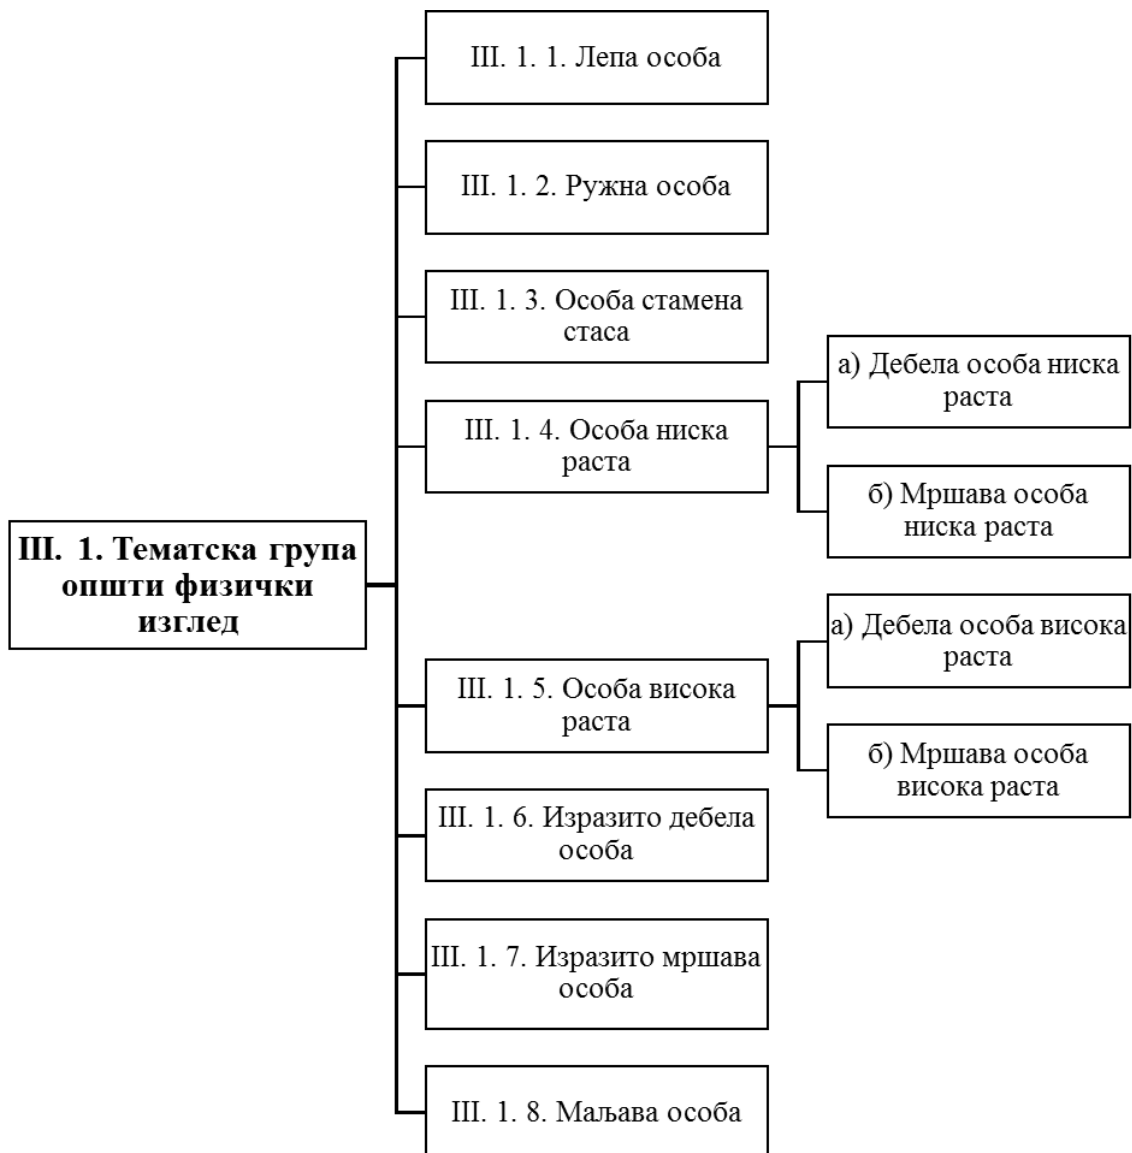 III. 1. Тематска група
општи физички
изглед
III. 1. 1. Лепа особа
III. 1. 2. Ружна особа
III. 1. 3. Особа стамена
стаса
III. 1. 4. Особа ниска
раста
а) Дебела особа ниска
раста
б) Мршава особа
ниска раста
III. 1. 5. Особа висока
раста
а) Дебела особа висока
раста
б) Мршава особа
висока раста
III. 1. 6. Изразито дебела
особа
III. 1. 7. Изразито мршава
особа
III. 1. 8. Маљава особа